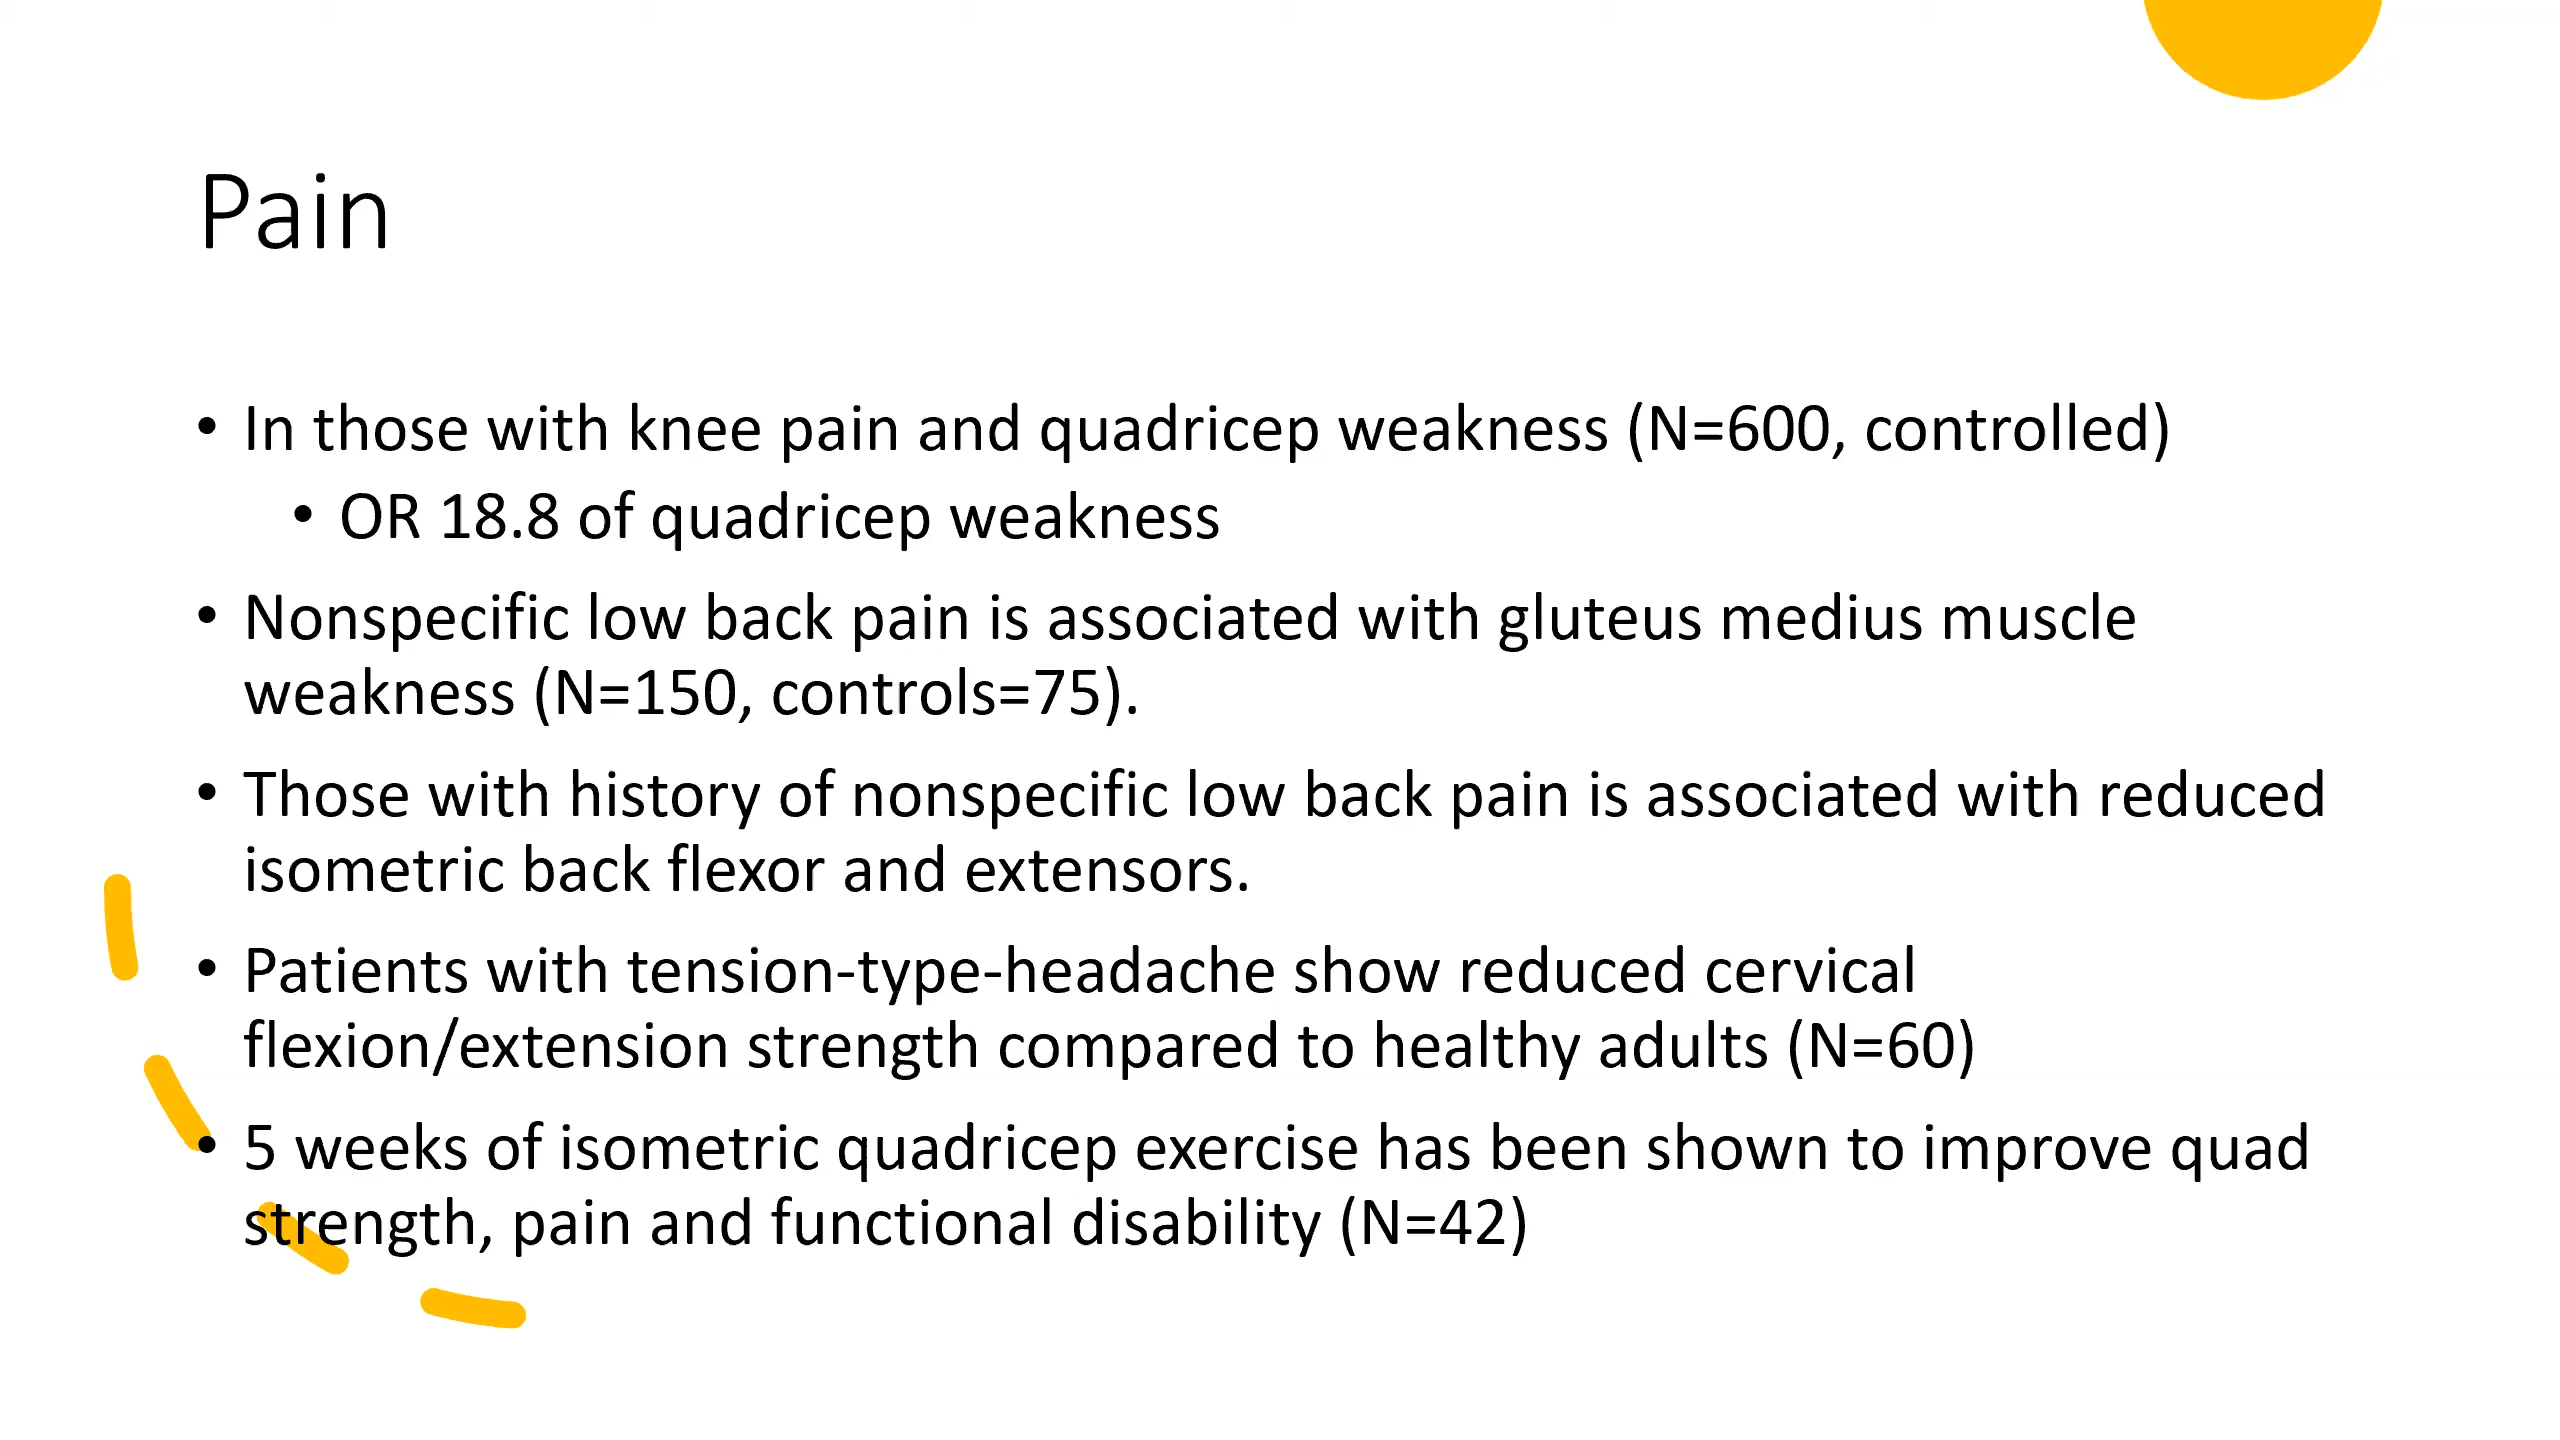 Pain
• In those with knee pain and quadricep weakness (N=600, controlled)
• OR 18.8 of quadricep weakness
• Nonspecific low back pain is associated with gluteus medius muscle
weakness (N=150, controls=75).
• Those with history of nonspecific low back pain is associated with reduced
isometric back flexor and extensors.
• Patients with tension-type-headache show reduced cervical
flexion/extension strength compared to healthy adults (N=60)
• 5 weeks of isometric quadricep exercise has been shown to improve quad
strength, pain and functional disability (N=42)